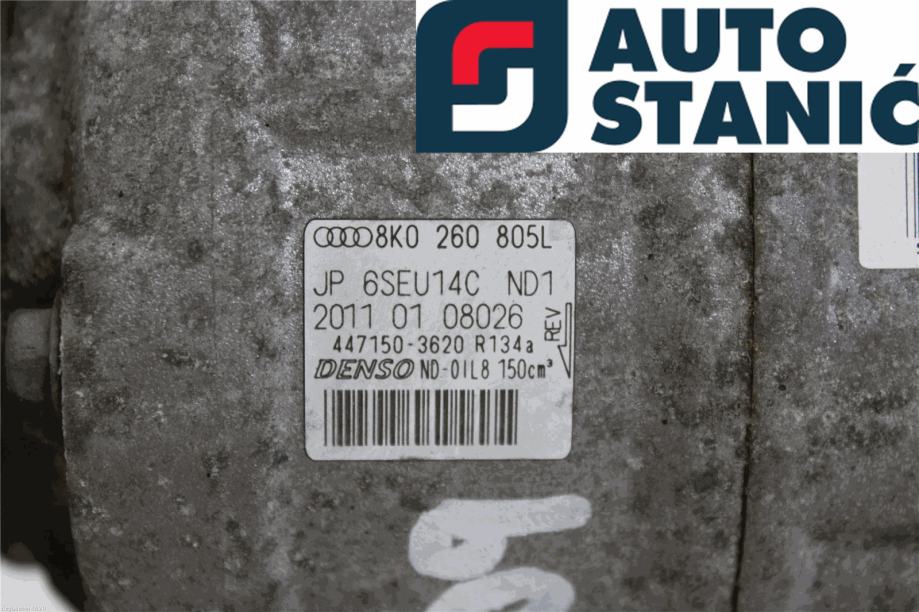 AUTO
STANIĆ
8K0 260 805L
JP 6SEU14C ND1
2011 01 08026
REV
447150-3620 R134a
DENSO ND-OIL8 150cm³